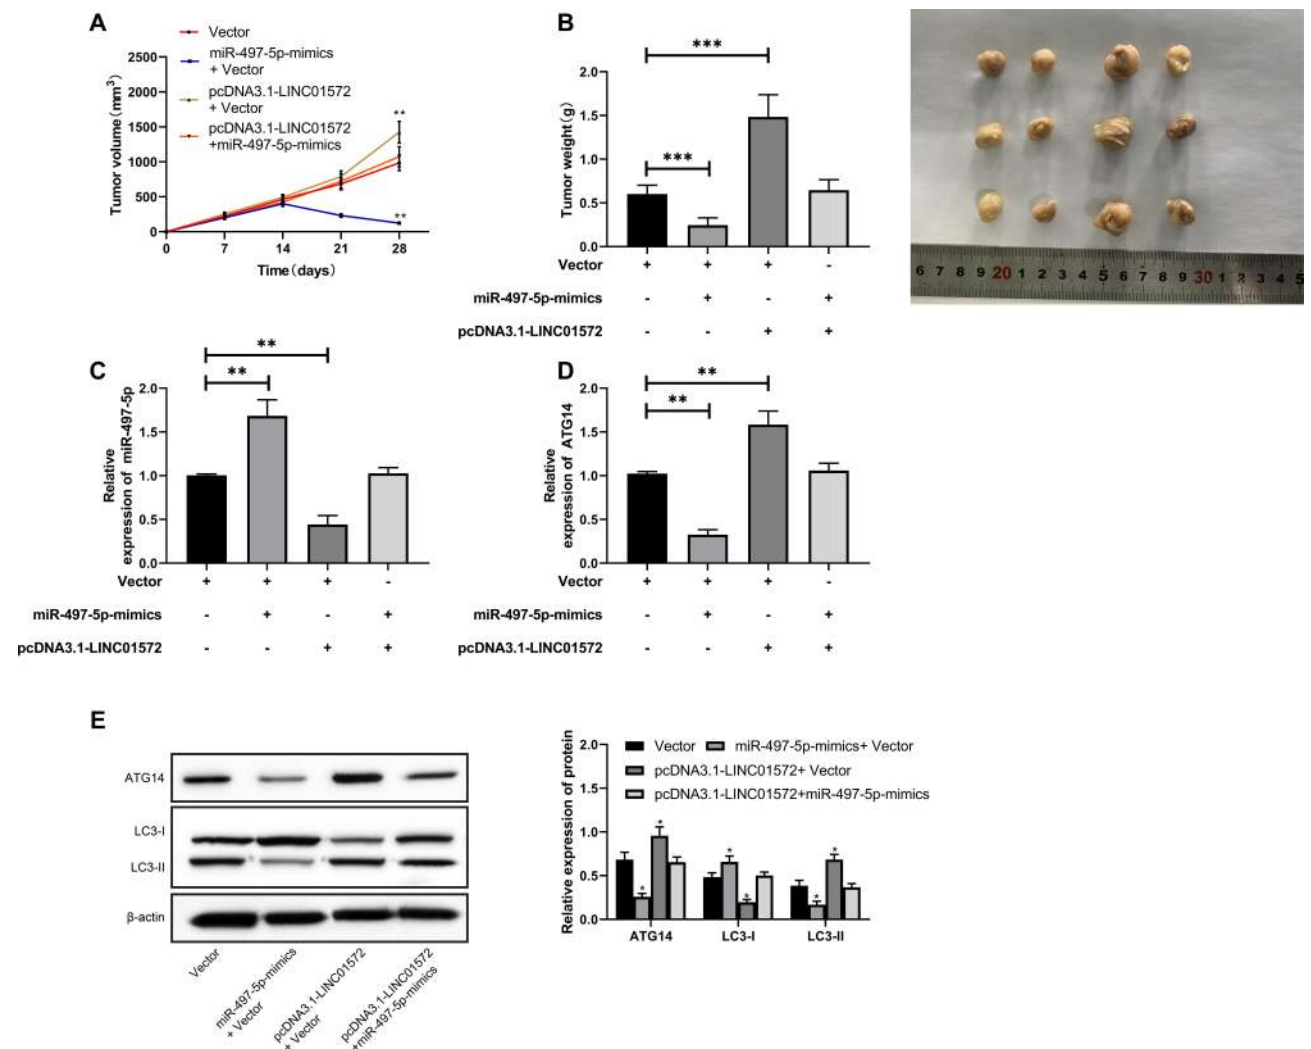 A
Vector
miR-497-5p-mimics
+ Vector
pcDNA3.1-LINC01572
+ Vector
pcDNA3.1-LINC01572
+miR-497-5p-mimics
Tumor volume(mm3)
2500
2000
1500
1000
500
0
**
**
0 7 14 21 28
Time(days)
B
Tumor weight(g)
2.0
1.5
1.0
0.5
0.0
***
***
Vector + + + -
miR-497-5p-mimics - + - +
pcDNA3.1-LINC01572 - - + +
6 7 8 9 20 1 2 3 4 5 6 7 8 9 30 1 2 3 4 5
C
Relative
expression of miR-497-5p
2.0
1.5
1.0
0.5
0.0
**
**
Vector + + + -
miR-497-5p-mimics - + - +
pcDNA3.1-LINC01572 - - + +
D
Relative
expression of ATG14
2.0
1.5
1.0
0.5
0.0
**
**
Vector + + + -
miR-497-5p-mimics - + - +
pcDNA3.1-LINC01572 - - + +
E
ATG14
LC3-I
LC3-II
β-actin
Vector
miR-497-5p-mimics
+ Vector
pcDNA3.1-LINC01572
+ Vector
pcDNA3.1-LINC01572
+miR-497-5p-mimics
Relative expression of protein
2.0
1.5
1.0
0.5
0.0
Vector miR-497-5p-mimics+ Vector
pcDNA3.1-LINC01572+ Vector
pcDNA3.1-LINC01572+miR-497-5p-mimics
* * * * * *
ATG14 LC3-I LC3-II